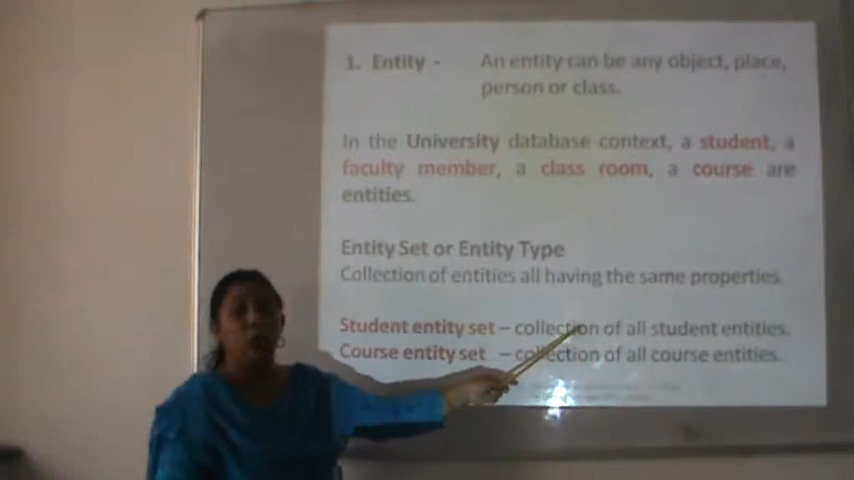 1. Entity - An entity can be any object, place,
person or class.
In the University database context, a student, a
faculty member, a class room, a course are
entities.
Entity Set or Entity Type
Collection of entities all having the same properties.
Student entity set – collection of all student entities.
Course entity set – collection of all course entities.